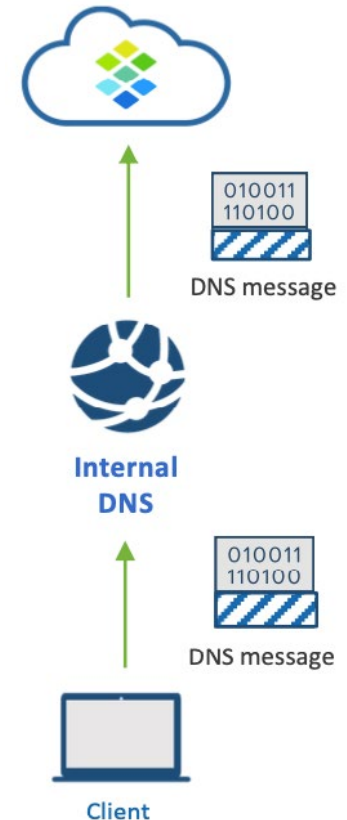 010011
110100
DNS message
Internal
DNS
010011
110100
DNS message
Client